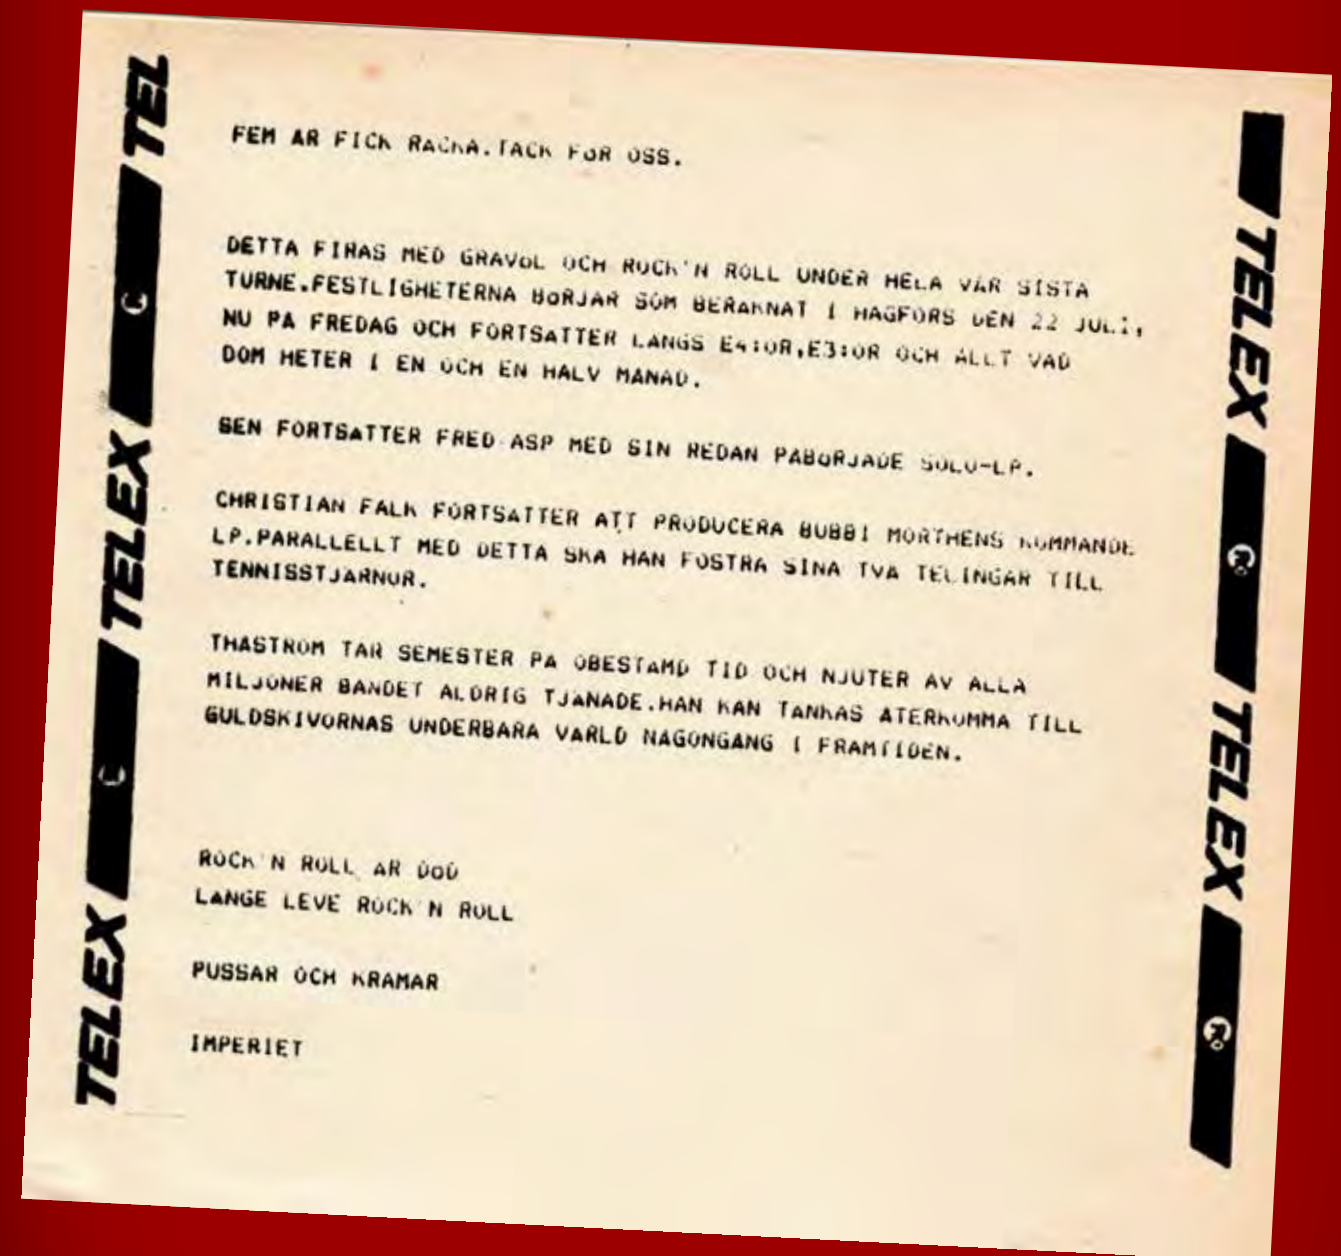 FEM AR FICK RACKA.TACK FoR OSS.
DETTA FIRAS MED GRAVoL OCH ROCK'N ROLL UNDER HELA VAR SISTA
TURNE.FESTLIGHETERNA BoRJAR SOM BERAKNAT I HAGFORS DEN 22 JULI,
NU PA FREDAG OCH FORTSATTER LANGS E4:OR,E3:OR OCH ALLT VAD
DOM HETER I EN OCH EN HALV MANAD.
SEN FORTSATTER FRED ASP MED SIN REDAN PABoRJADE SOLO-LP.
CHRISTIAN FALK FORTSATTER ATT PRODUCERA BUBBI MORTHENS KOMMANDE
LP.PARALLELLT MED DETTA SKA HAN FOSTRA SINA TVA TELINGAR TILL
TENNISSTJARNOR.
THASTROM TAR SEMESTER PA OBESTAMD TID OCH NJUTER AV ALLA
MILJONER BANDET ALDRIG TJANADE.HAN KAN TANKAS ATERKOMMA TILL
GULDSKIVORNAS UNDERBARA VARLD NAGONGANG I FRAMTIDEN.
ROCK'N ROLL AR DoD
LANGE LEVE ROCK'N ROLL
PUSSAR OCH KRAMAR
IMPERIET
TELEX TELEX TEL
TELEX TELEX